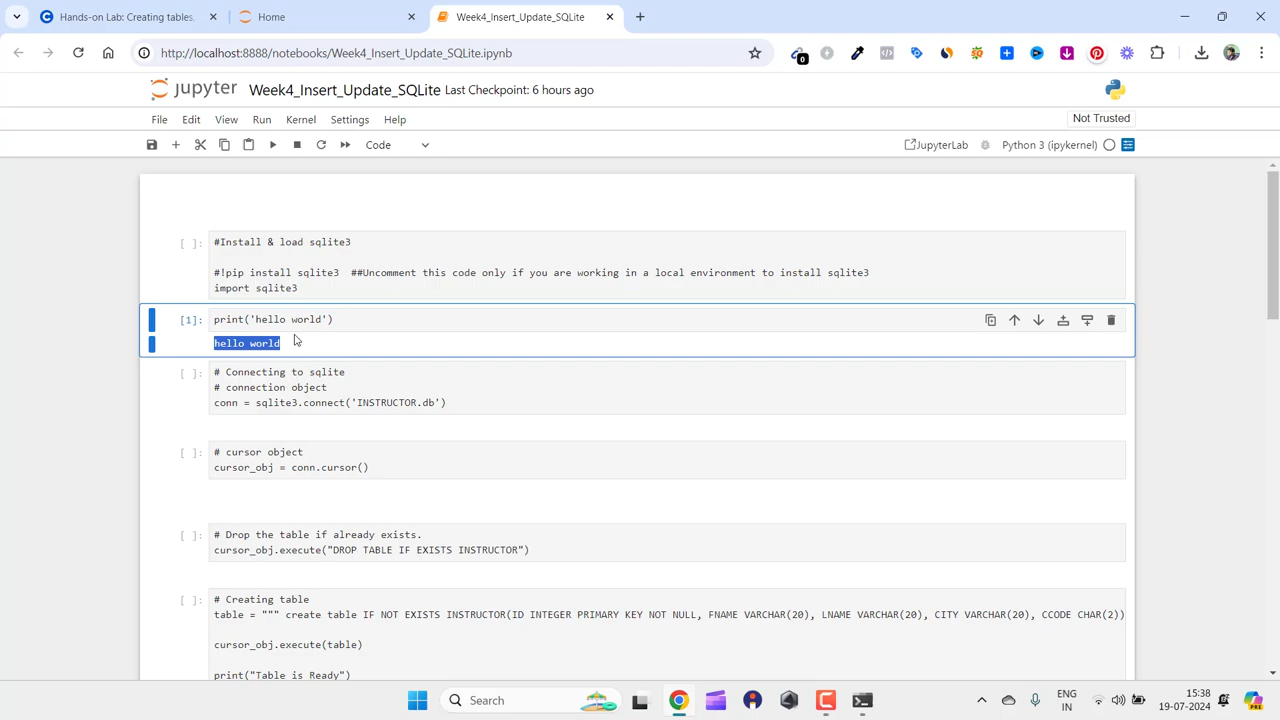 Hands-on Lab: Creating tables,
Home
Week4_Insert_Update_SQLite
http://localhost:8888/notebooks/Week4_Insert_Update_SQLite.ipynb
0
jupyter Week4_Insert_Update_SQLite Last Checkpoint: 6 hours ago
File Edit View Run Kernel Settings Help
Not Trusted
Code
JupyterLab
Python 3 (ipykernel)
[ ]: #Install & load sqlite3
#!pip install sqlite3 ##Uncomment this code only if you are working in a local environment to install sqlite3
import sqlite3
[1]: print('hello world')
hello world
[ ]: # Connecting to sqlite
# connection object
conn = sqlite3.connect('INSTRUCTOR.db')
[ ]: # cursor object
cursor_obj = conn.cursor()
[ ]: # Drop the table if already exists.
cursor_obj.execute("DROP TABLE IF EXISTS INSTRUCTOR")
[ ]: # Creating table
table = """ create table IF NOT EXISTS INSTRUCTOR(ID INTEGER PRIMARY KEY NOT NULL, FNAME VARCHAR(20), LNAME VARCHAR(20), CITY VARCHAR(20), CCODE CHAR(2))
cursor_obj.execute(table)
print("Table is Ready")
Search
ENG
IN
15:38
19-07-2024
PRE